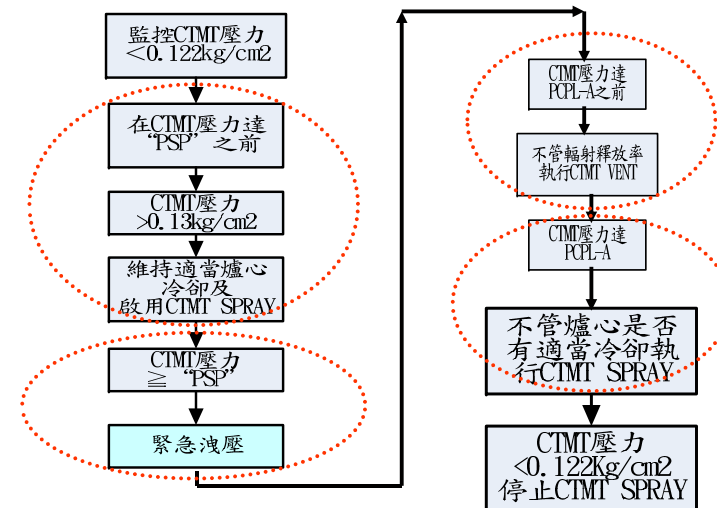 監控CTMT壓力
<0.122kg/cm2
在CTMT壓力達
“PSP” 之前
CTMT壓力
>0.13kg/cm2
維持適當爐心
冷卻及
啟用CTMT SPRAY
CTMT壓力
≧ “PSP”
緊急洩壓
CTMT壓力達
PCPL-A之前
不管輻射釋放率
執行CTMT VENT
CTMT壓力達
PCPL-A
不管爐心是否
有適當冷卻執
行CTMT SPRAY
CTMT壓力
<0.122Kg/cm2
停止CTMT SPRAY